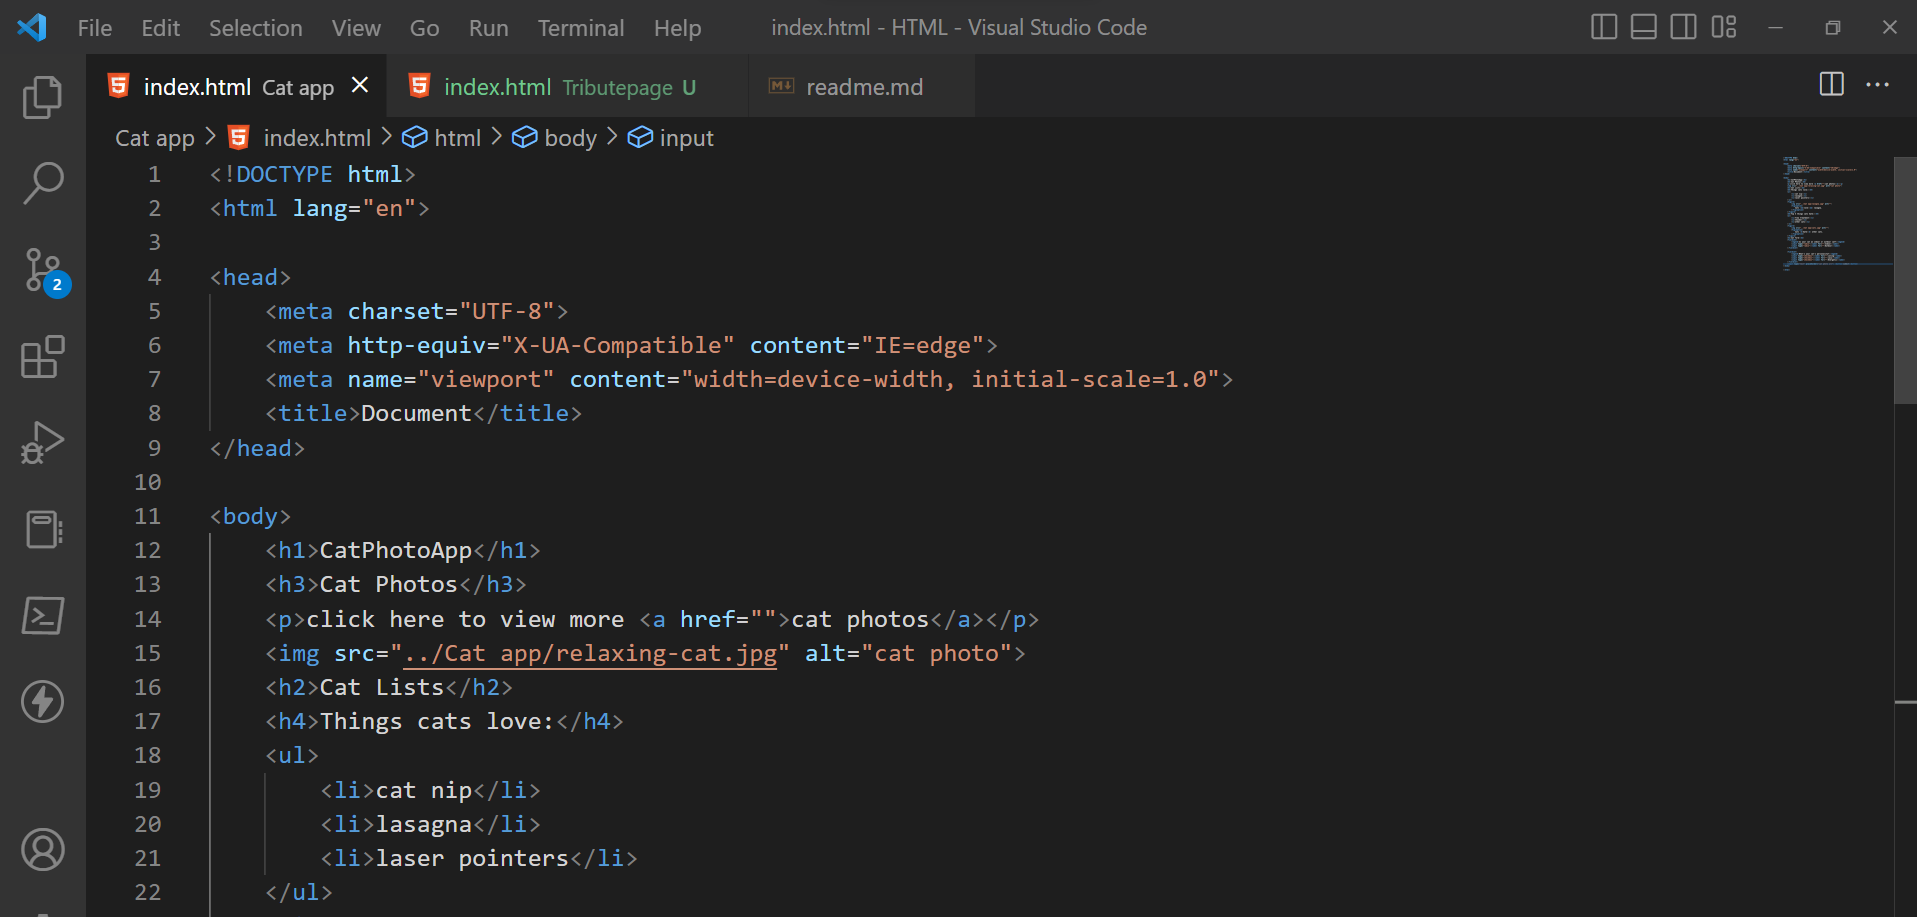 File Edit Selection View Go Run Terminal Help index.html - HTML - Visual Studio Code
index.html Cat app index.html Tributepage U readme.md
Cat app > index.html > html > body > input
1 <!DOCTYPE html>
2 <html lang="en">
3
4 <head>
5 <meta charset="UTF-8">
6 <meta http-equiv="X-UA-Compatible" content="IE=edge">
7 <meta name="viewport" content="width=device-width, initial-scale=1.0">
8 <title>Document</title>
9 </head>
10
11 <body>
12 <h1>CatPhotoApp</h1>
13 <h3>Cat Photos</h3>
14 <p>click here to view more <a href="">cat photos</a></p>
15 <img src="../Cat app/relaxing-cat.jpg" alt="cat photo">
16 <h2>Cat Lists</h2>
17 <h4>Things cats love:</h4>
18 <ul>
19 <li>cat nip</li>
20 <li>lasagna</li>
21 <li>laser pointers</li>
22 </ul>
2